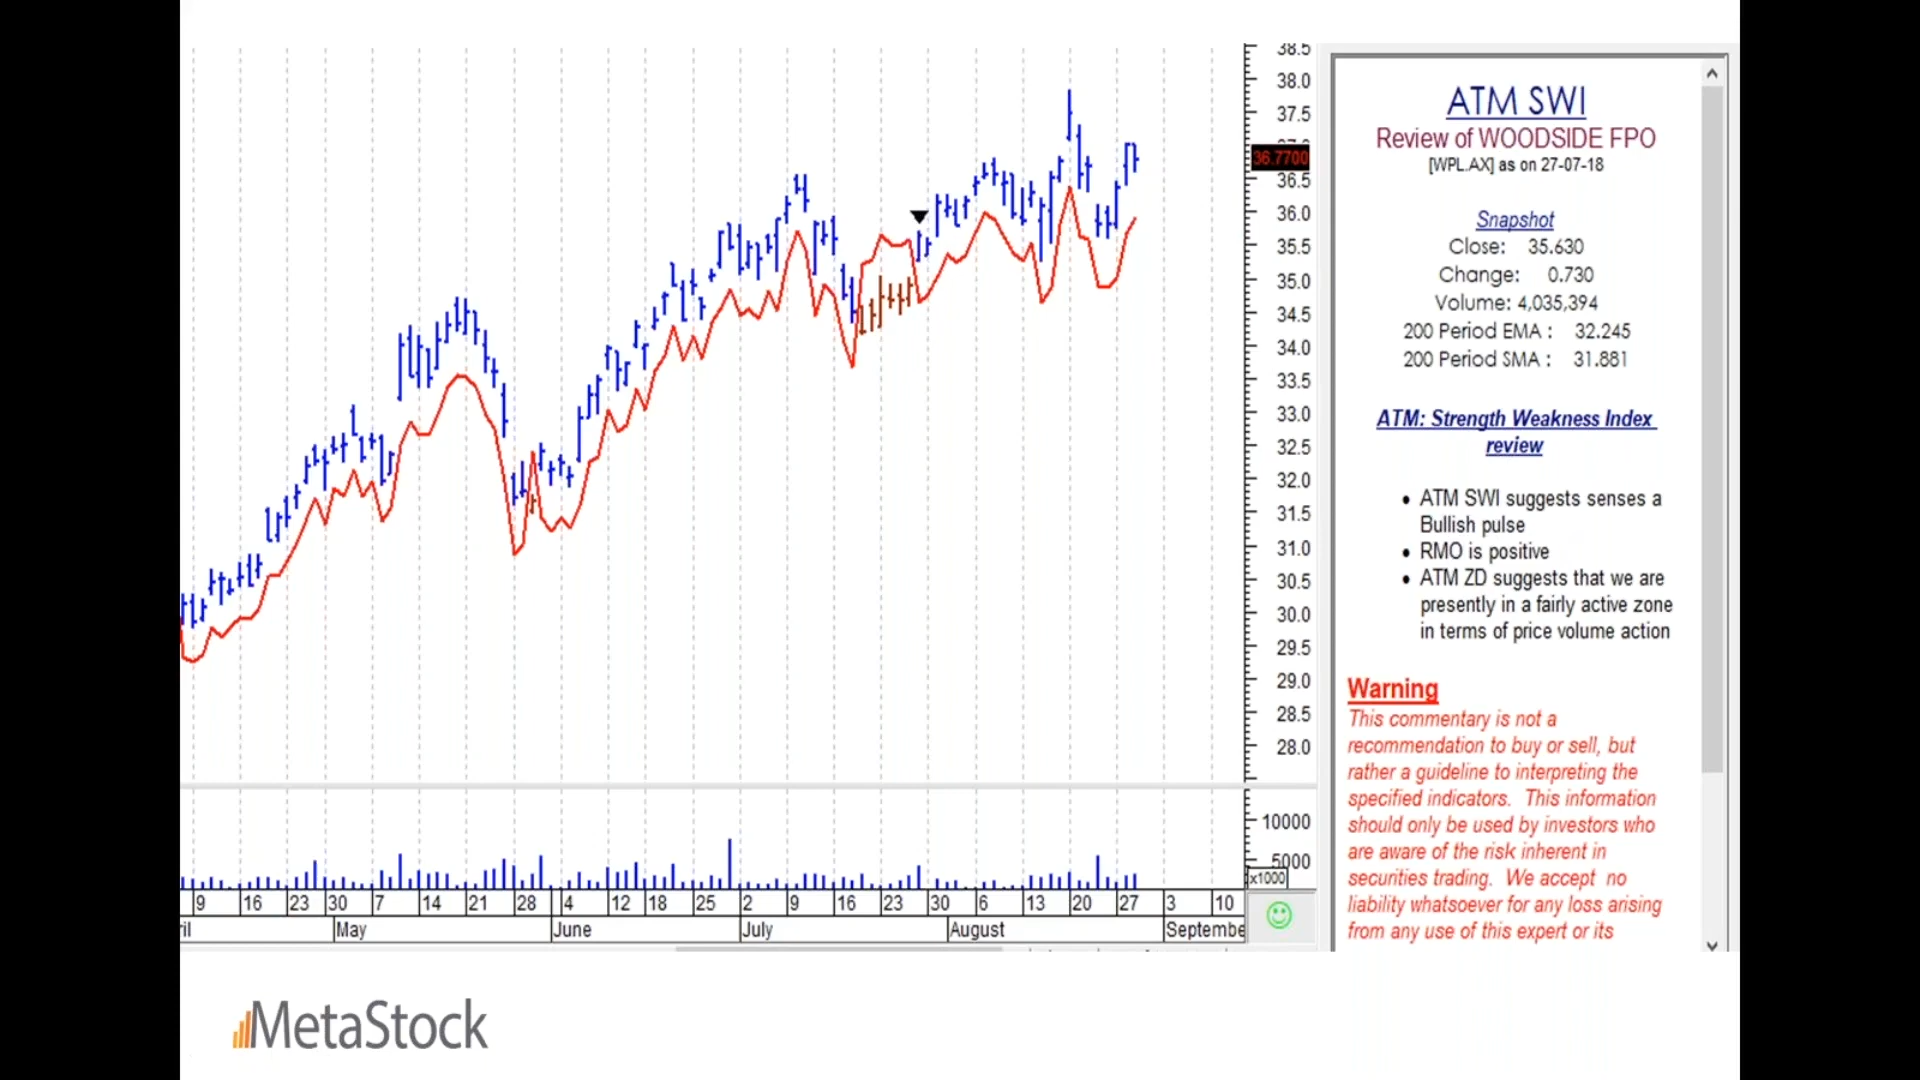 38.5
38.0
37.5
36.7700
36.5
36.0
35.5
35.0
34.5
34.0
33.5
33.0
32.5
32.0
31.5
31.0
30.5
30.0
29.5
29.0
28.5
28.0
10000
5000
x1000
9 16 23 30 7 14 21 28 4 12 18 25 2 9 16 23 30 6 13 20 27 3 10
ril May June July August Septembe
ATM SWI
Review of WOODSIDE FPO
[WPL.AX] as on 27-07-18
Snapshot
Close: 35.630
Change: 0.730
Volume: 4,035,394
200 Period EMA : 32.245
200 Period SMA : 31.881
ATM: Strength Weakness Index
review
• ATM SWI suggests senses a
Bullish pulse
• RMO is positive
• ATM ZD suggests that we are
presently in a fairly active zone
in terms of price volume action
Warning
This commentary is not a
recommendation to buy or sell, but
rather a guideline to interpreting the
specified indicators. This information
should only be used by investors who
are aware of the risk inherent in
securities trading. We accept no
liability whatsoever for any loss arising
from any use of this expert or its
MetaStock